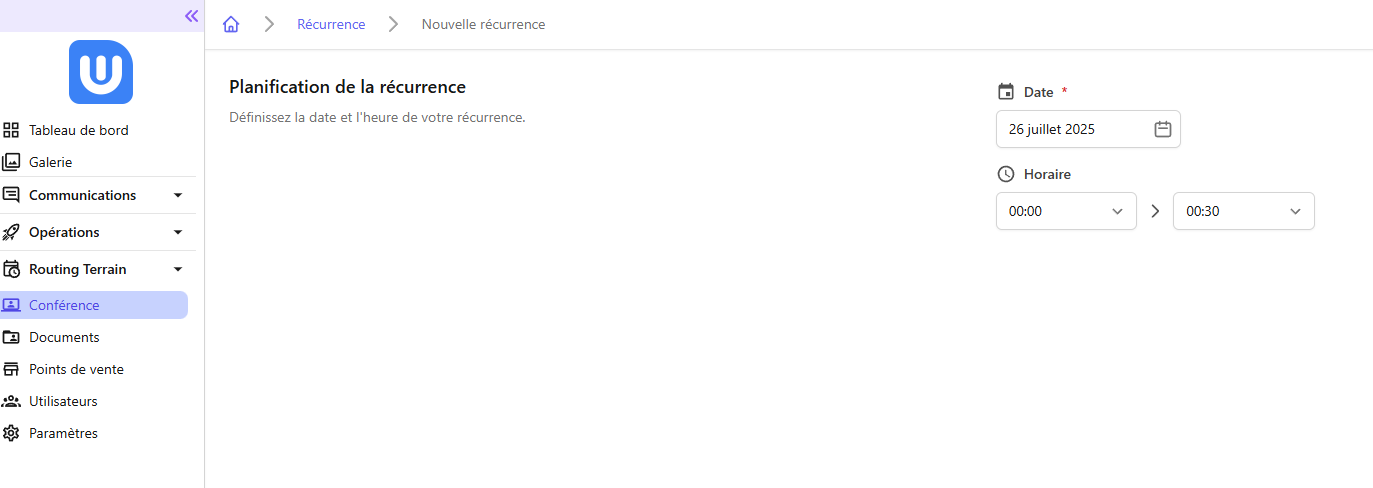 Récurrence
Nouvelle récurrence
Tableau de bord
Galerie
Communications
Opérations
Routing Terrain
Conférence
Documents
Points de vente
Utilisateurs
Paramètres
Planification de la récurrence
Définissez la date et l'heure de votre récurrence.
Date *
26 juillet 2025
Horaire
00:00
00:30